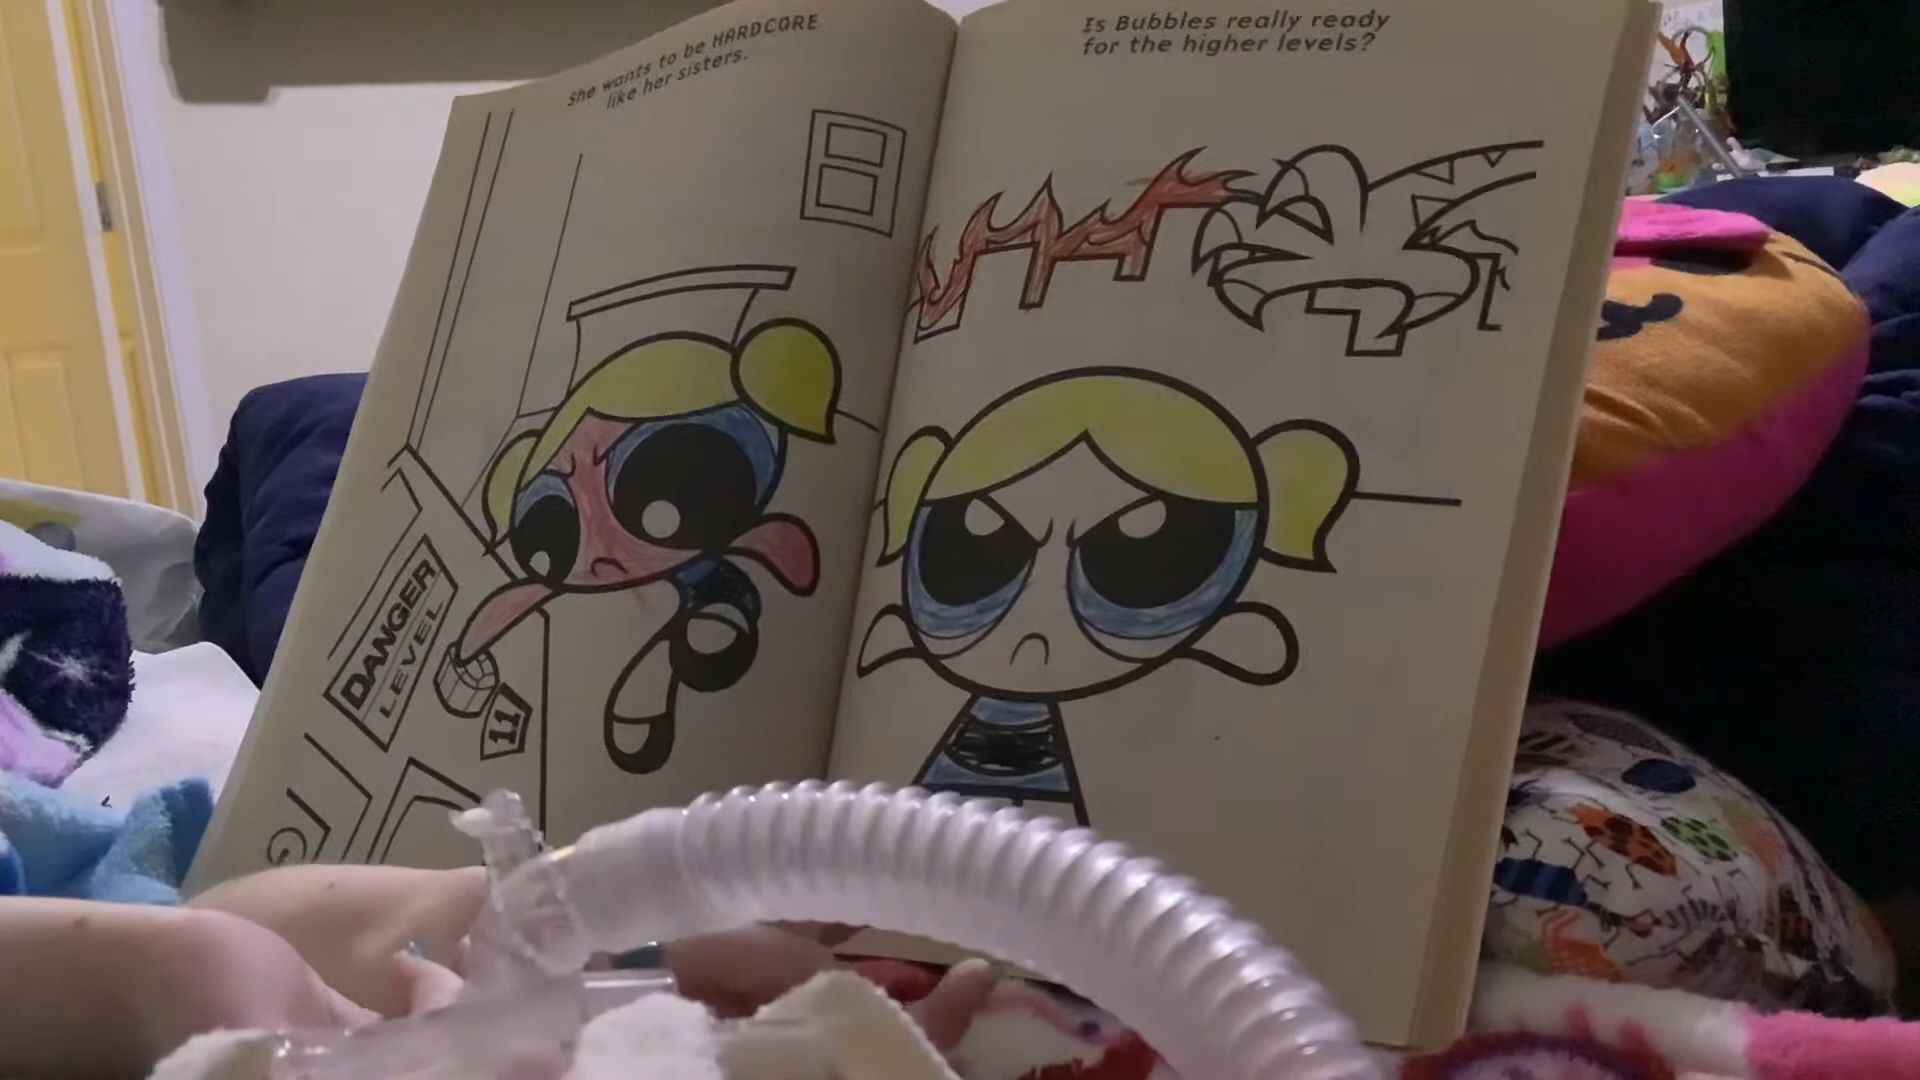 She wants to be HARDCORE
like her sisters.
DANGER
LEVEL
11
Is Bubbles really ready
for the higher levels?